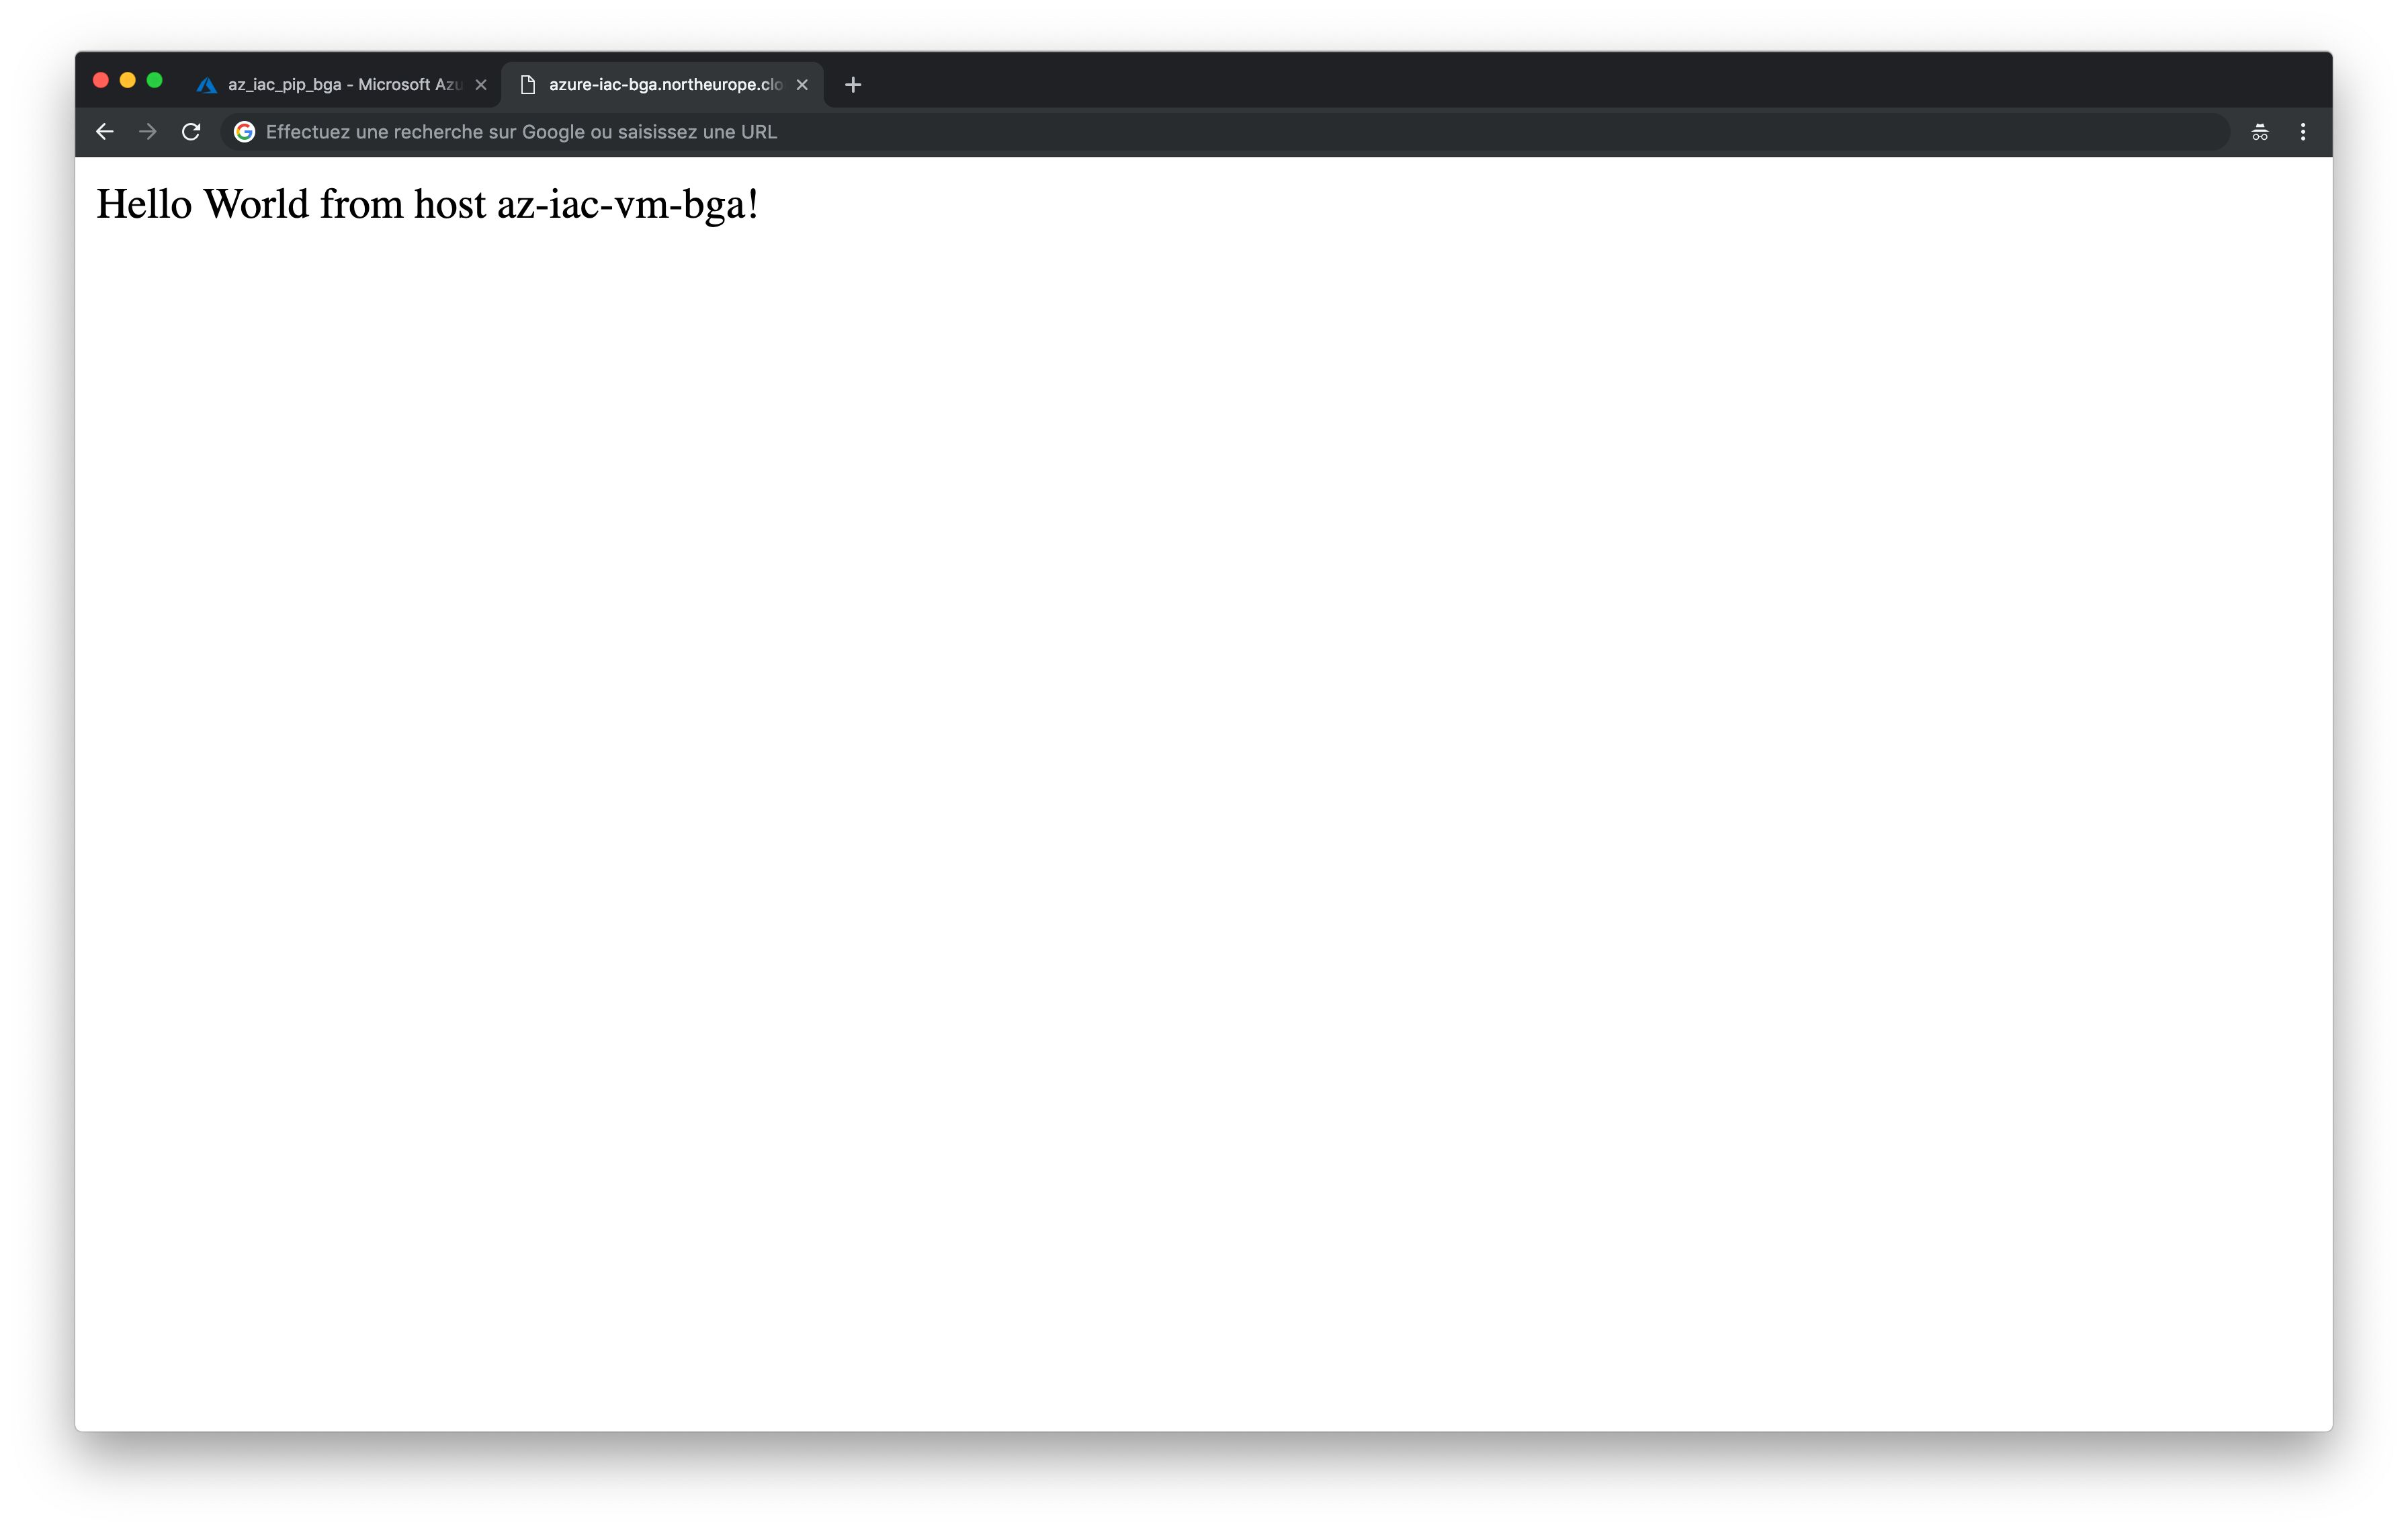 az_iac_pip_bga - Microsoft Azu
azure-iac-bga.northeurope.clo
Effectuez une recherche sur Google ou saisissez une URL
Hello World from host az-iac-vm-bga!